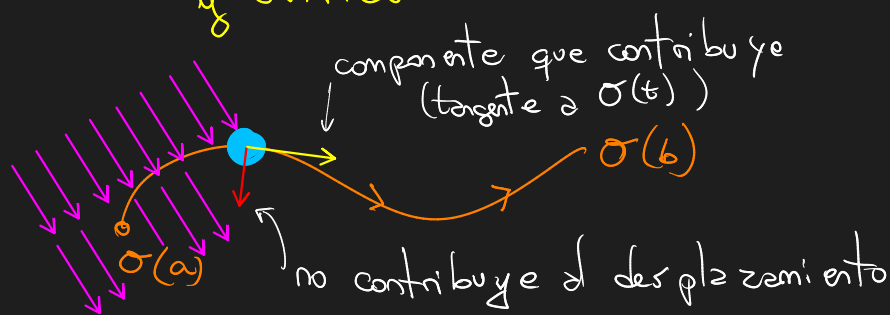 componente que contribuye
(tangente a σ(t))
σ(b)
σ(a)
no contribuye al desplazamiento